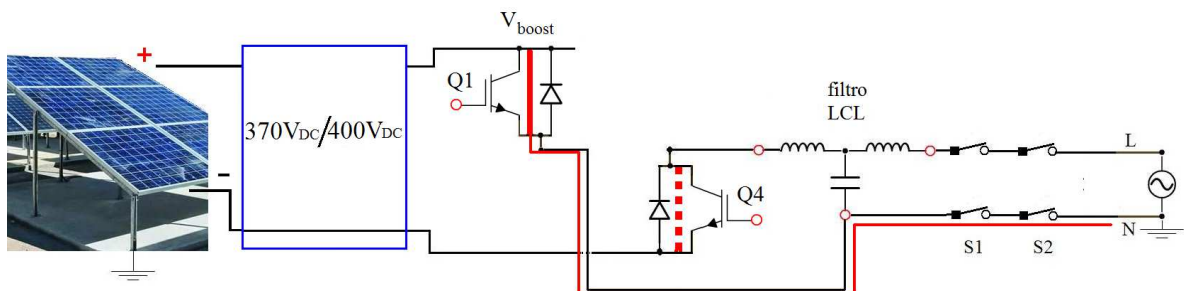 V_boost
+
Q1
370V_DC/400V_DC
filtro
LCL
L
-
Q4
N
S1
S2